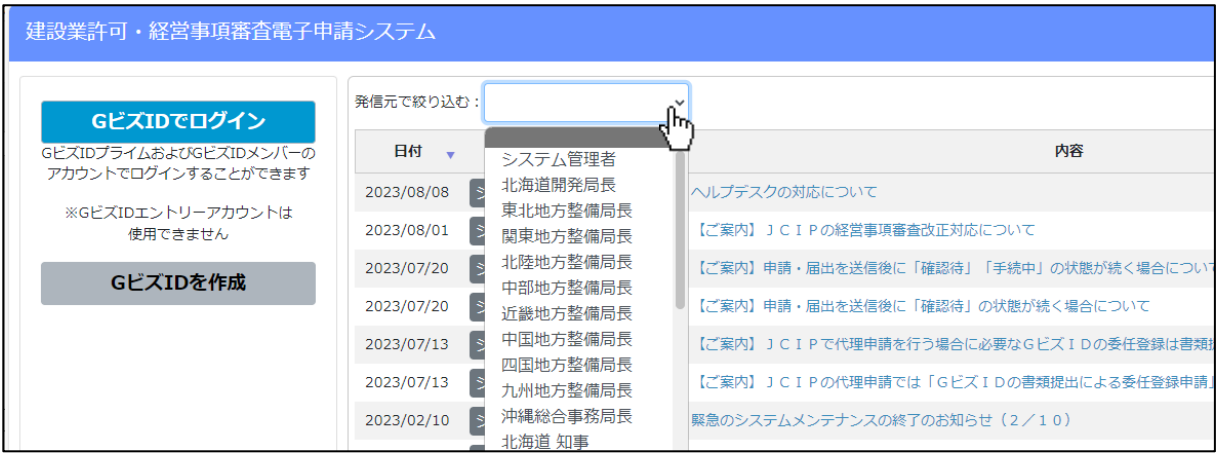 建設業許可・経営事項審査電子申請システム
GビズIDでログイン
GビズIDプライムおよびGビズIDメンバーの
アカウントでログインすることができます
※GビズIDエントリーアカウントは
使用できません
GビズIDを作成
発信元で絞り込む：
日付
内容
システム管理者
北海道開発局長
東北地方整備局長
関東地方整備局長
北陸地方整備局長
中部地方整備局長
近畿地方整備局長
中国地方整備局長
四国地方整備局長
九州地方整備局長
沖縄総合事務局長
北海道 知事
2023/08/08 ヘルプデスクの対応について
2023/08/01 【ご案内】ＪＣＩＰの経営事項審査改正対応について
2023/07/20 【ご案内】申請・届出を送信後に「確認待」「手続中」の状態が続く場合につい
2023/07/20 【ご案内】申請・届出を送信後に「確認待」の状態が続く場合について
2023/07/13 【ご案内】ＪＣＩＰで代理申請を行う場合に必要なＧビズＩＤの委任登録は書類
2023/07/13 【ご案内】ＪＣＩＰの代理申請では「ＧビズＩＤの書類提出による委任登録申請」
2023/02/10 緊急のシステムメンテナンスの終了のお知らせ（２／１０）